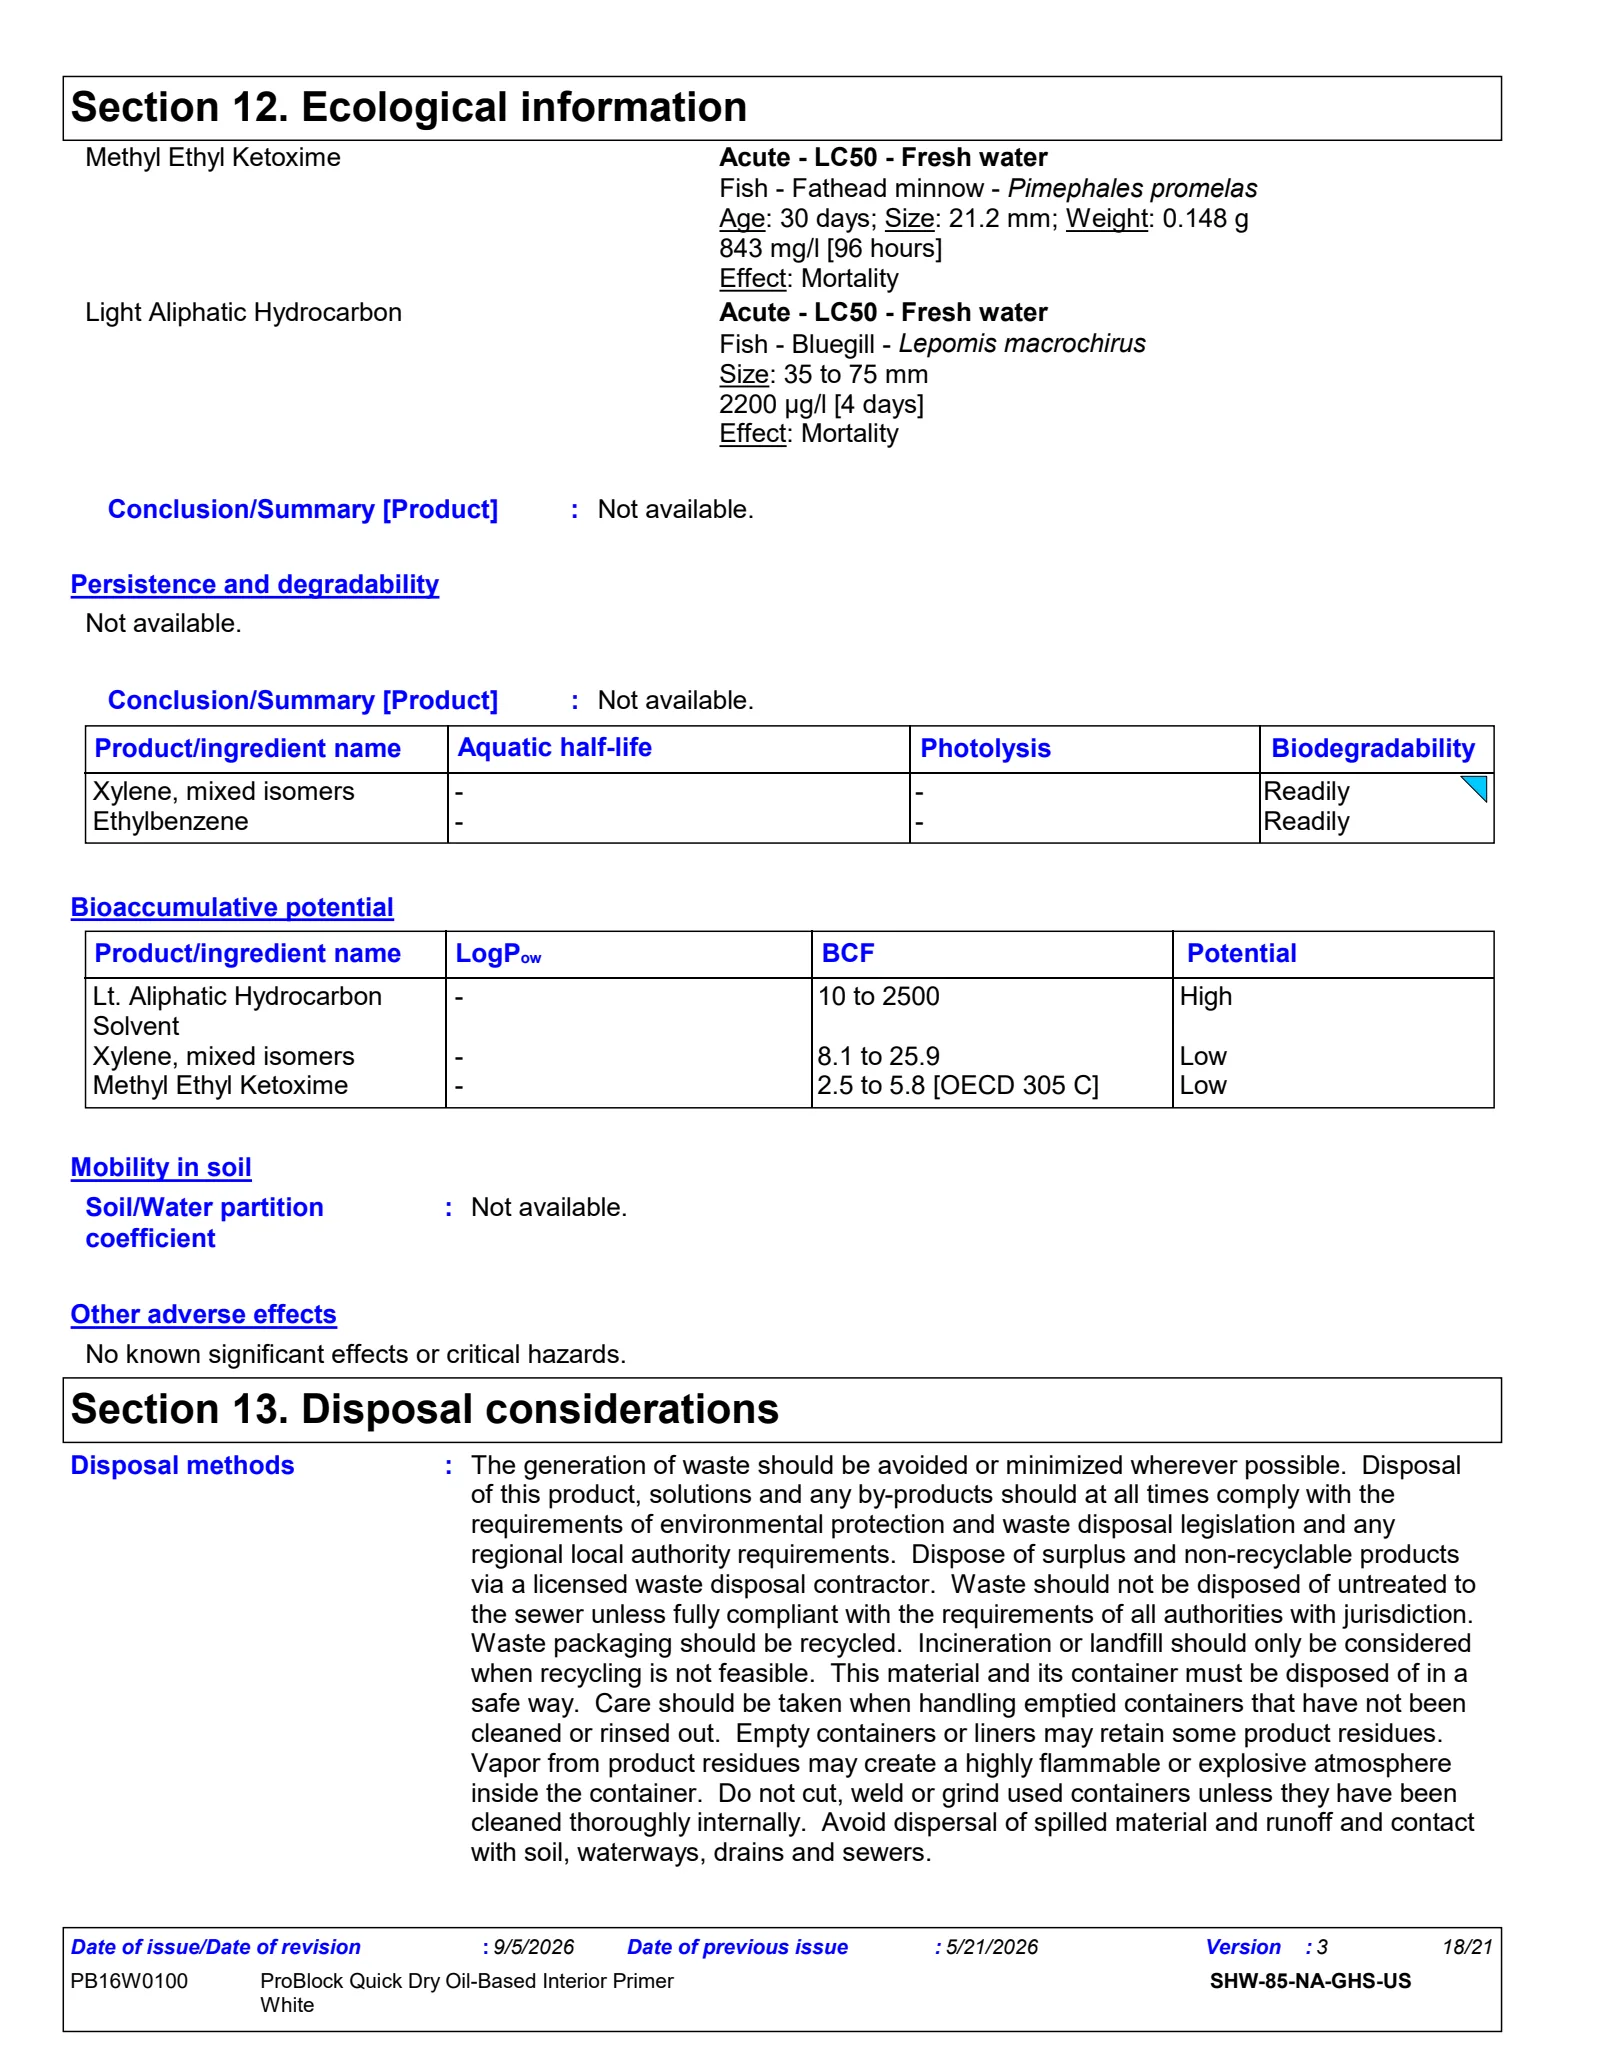 Section 12. Ecological information
Methyl Ethyl Ketoxime
Acute - LC50 - Fresh water
Fish - Fathead minnow - Pimephales promelas
Age: 30 days; Size: 21.2 mm; Weight: 0.148 g
843 mg/l [96 hours]
Effect: Mortality
Light Aliphatic Hydrocarbon
Acute - LC50 - Fresh water
Fish - Bluegill - Lepomis macrochirus
Size: 35 to 75 mm
2200 µg/l [4 days]
Effect: Mortality
Conclusion/Summary [Product] : Not available.
Persistence and degradability
Not available.
Conclusion/Summary [Product] : Not available.
Product/ingredient name Aquatic half-life Photolysis Biodegradability
Xylene, mixed isomers - - Readily
Ethylbenzene - - Readily
Bioaccumulative potential
Product/ingredient name LogPow BCF Potential
Lt. Aliphatic Hydrocarbon - 10 to 2500 High
Solvent
Xylene, mixed isomers - 8.1 to 25.9 Low
Methyl Ethyl Ketoxime - 2.5 to 5.8 [OECD 305 C] Low
Mobility in soil
Soil/Water partition : Not available.
coefficient
Other adverse effects
No known significant effects or critical hazards.
Section 13. Disposal considerations
Disposal methods : The generation of waste should be avoided or minimized wherever possible. Disposal
of this product, solutions and any by-products should at all times comply with the
requirements of environmental protection and waste disposal legislation and any
regional local authority requirements. Dispose of surplus and non-recyclable products
via a licensed waste disposal contractor. Waste should not be disposed of untreated to
the sewer unless fully compliant with the requirements of all authorities with jurisdiction.
Waste packaging should be recycled. Incineration or landfill should only be considered
when recycling is not feasible. This material and its container must be disposed of in a
safe way. Care should be taken when handling emptied containers that have not been
cleaned or rinsed out. Empty containers or liners may retain some product residues.
Vapor from product residues may create a highly flammable or explosive atmosphere
inside the container. Do not cut, weld or grind used containers unless they have been
cleaned thoroughly internally. Avoid dispersal of spilled material and runoff and contact
with soil, waterways, drains and sewers.
Date of issue/Date of revision : 9/5/2026 Date of previous issue : 5/21/2026 Version : 3 18/21
PB16W0100 ProBlock Quick Dry Oil-Based Interior Primer SHW-85-NA-GHS-US
White